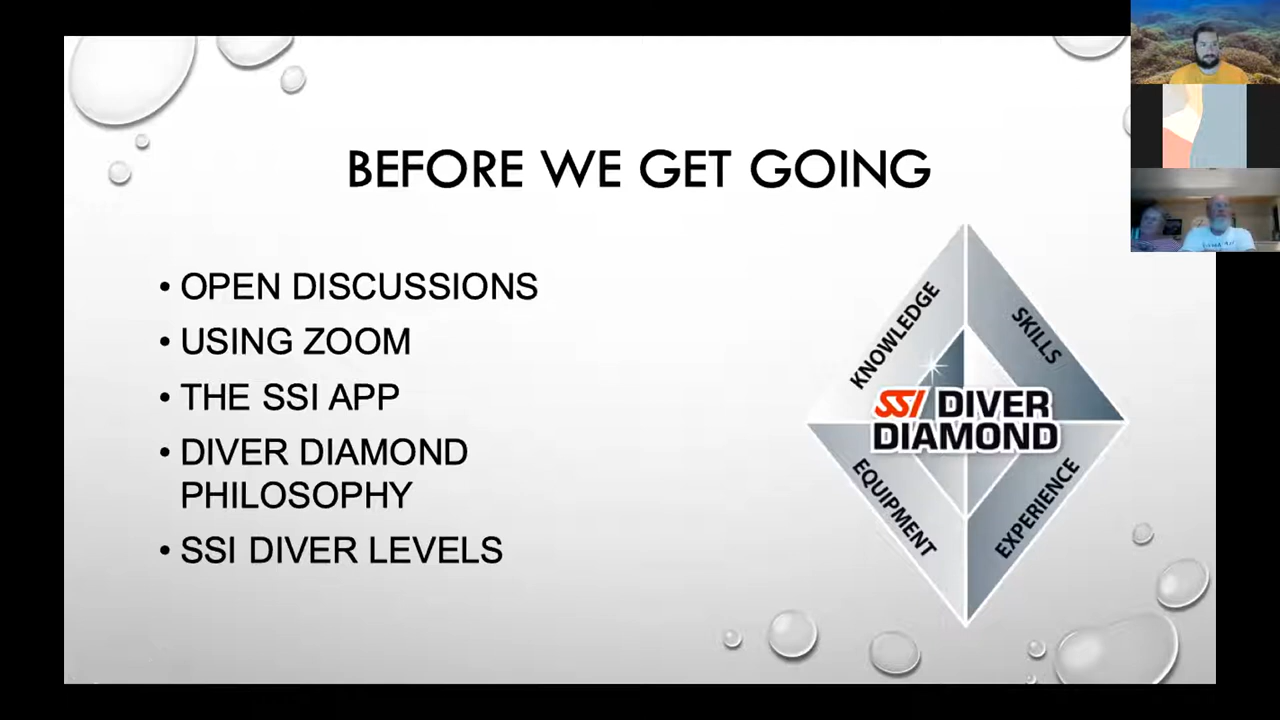 BEFORE WE GET GOING
• OPEN DISCUSSIONS
• USING ZOOM
• THE SSI APP
• DIVER DIAMOND
PHILOSOPHY
• SSI DIVER LEVELS
KNOWLEDGE
SKILLS
SSI DIVER
DIAMOND
EQUIPMENT
EXPERIENCE